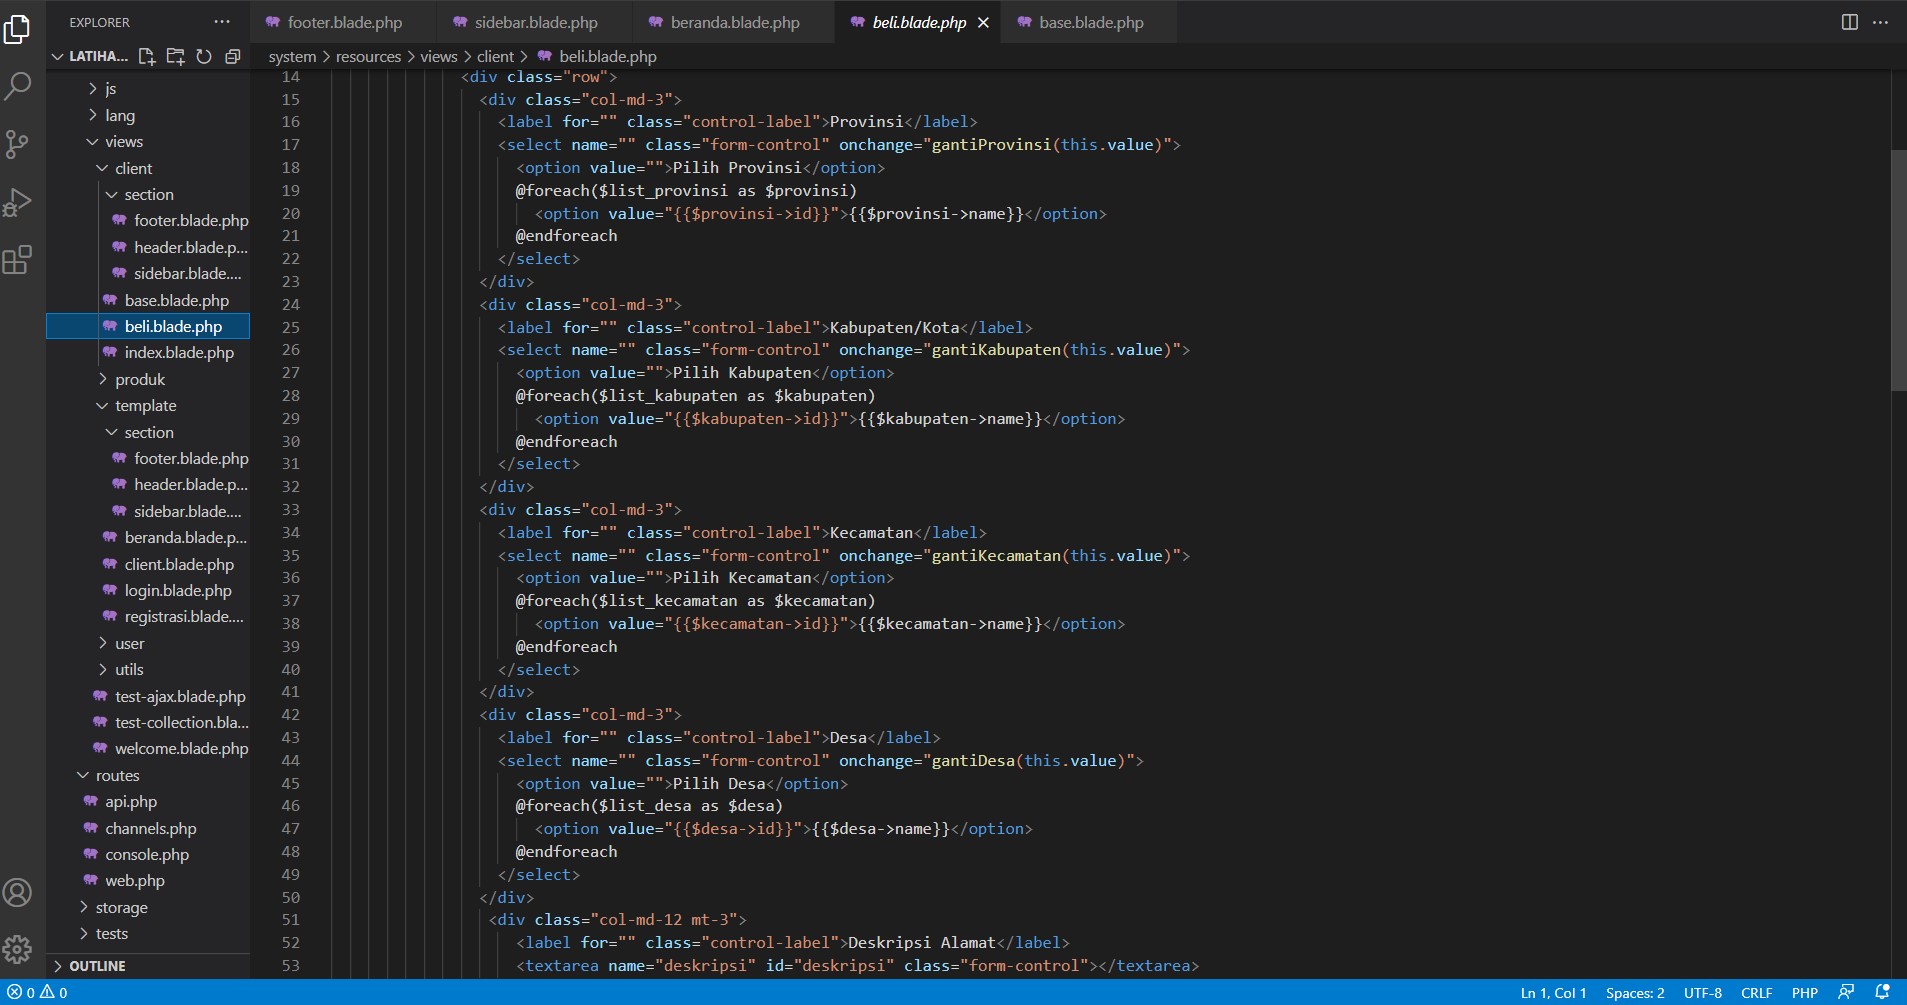 EXPLORER
LATIHA...
js
lang
views
client
section
footer.blade.php
header.blade.p...
sidebar.blade....
base.blade.php
beli.blade.php
index.blade.php
produk
template
section
footer.blade.php
header.blade.p...
sidebar.blade....
beranda.blade.p...
client.blade.php
login.blade.php
registrasi.blade....
user
utils
test-ajax.blade.php
test-collection.bla...
welcome.blade.php
routes
api.php
channels.php
console.php
web.php
storage
tests
OUTLINE
footer.blade.php sidebar.blade.php beranda.blade.php beli.blade.php base.blade.php
system > resources > views > client > beli.blade.php
14 <div class="row">
15 <div class="col-md-3">
16 <label for="" class="control-label">Provinsi</label>
17 <select name="" class="form-control" onchange="gantiProvinsi(this.value)">
18 <option value="">Pilih Provinsi</option>
19 @foreach($list_provinsi as $provinsi)
20 <option value="{{$provinsi->id}}">{{$provinsi->name}}</option>
21 @endforeach
22 </select>
23 </div>
24 <div class="col-md-3">
25 <label for="" class="control-label">Kabupaten/Kota</label>
26 <select name="" class="form-control" onchange="gantiKabupaten(this.value)">
27 <option value="">Pilih Kabupaten</option>
28 @foreach($list_kabupaten as $kabupaten)
29 <option value="{{$kabupaten->id}}">{{$kabupaten->name}}</option>
30 @endforeach
31 </select>
32 </div>
33 <div class="col-md-3">
34 <label for="" class="control-label">Kecamatan</label>
35 <select name="" class="form-control" onchange="gantiKecamatan(this.value)">
36 <option value="">Pilih Kecamatan</option>
37 @foreach($list_kecamatan as $kecamatan)
38 <option value="{{$kecamatan->id}}">{{$kecamatan->name}}</option>
39 @endforeach
40 </select>
41 </div>
42 <div class="col-md-3">
43 <label for="" class="control-label">Desa</label>
44 <select name="" class="form-control" onchange="gantiDesa(this.value)">
45 <option value="">Pilih Desa</option>
46 @foreach($list_desa as $desa)
47 <option value="{{$desa->id}}">{{$desa->name}}</option>
48 @endforeach
49 </select>
50 </div>
51 <div class="col-md-12 mt-3">
52 <label for="" class="control-label">Deskripsi Alamat</label>
53 <textarea name="deskripsi" id="deskripsi" class="form-control"></textarea>
0 0 Ln 1, Col 1 Spaces: 2 UTF-8 CRLF PHP